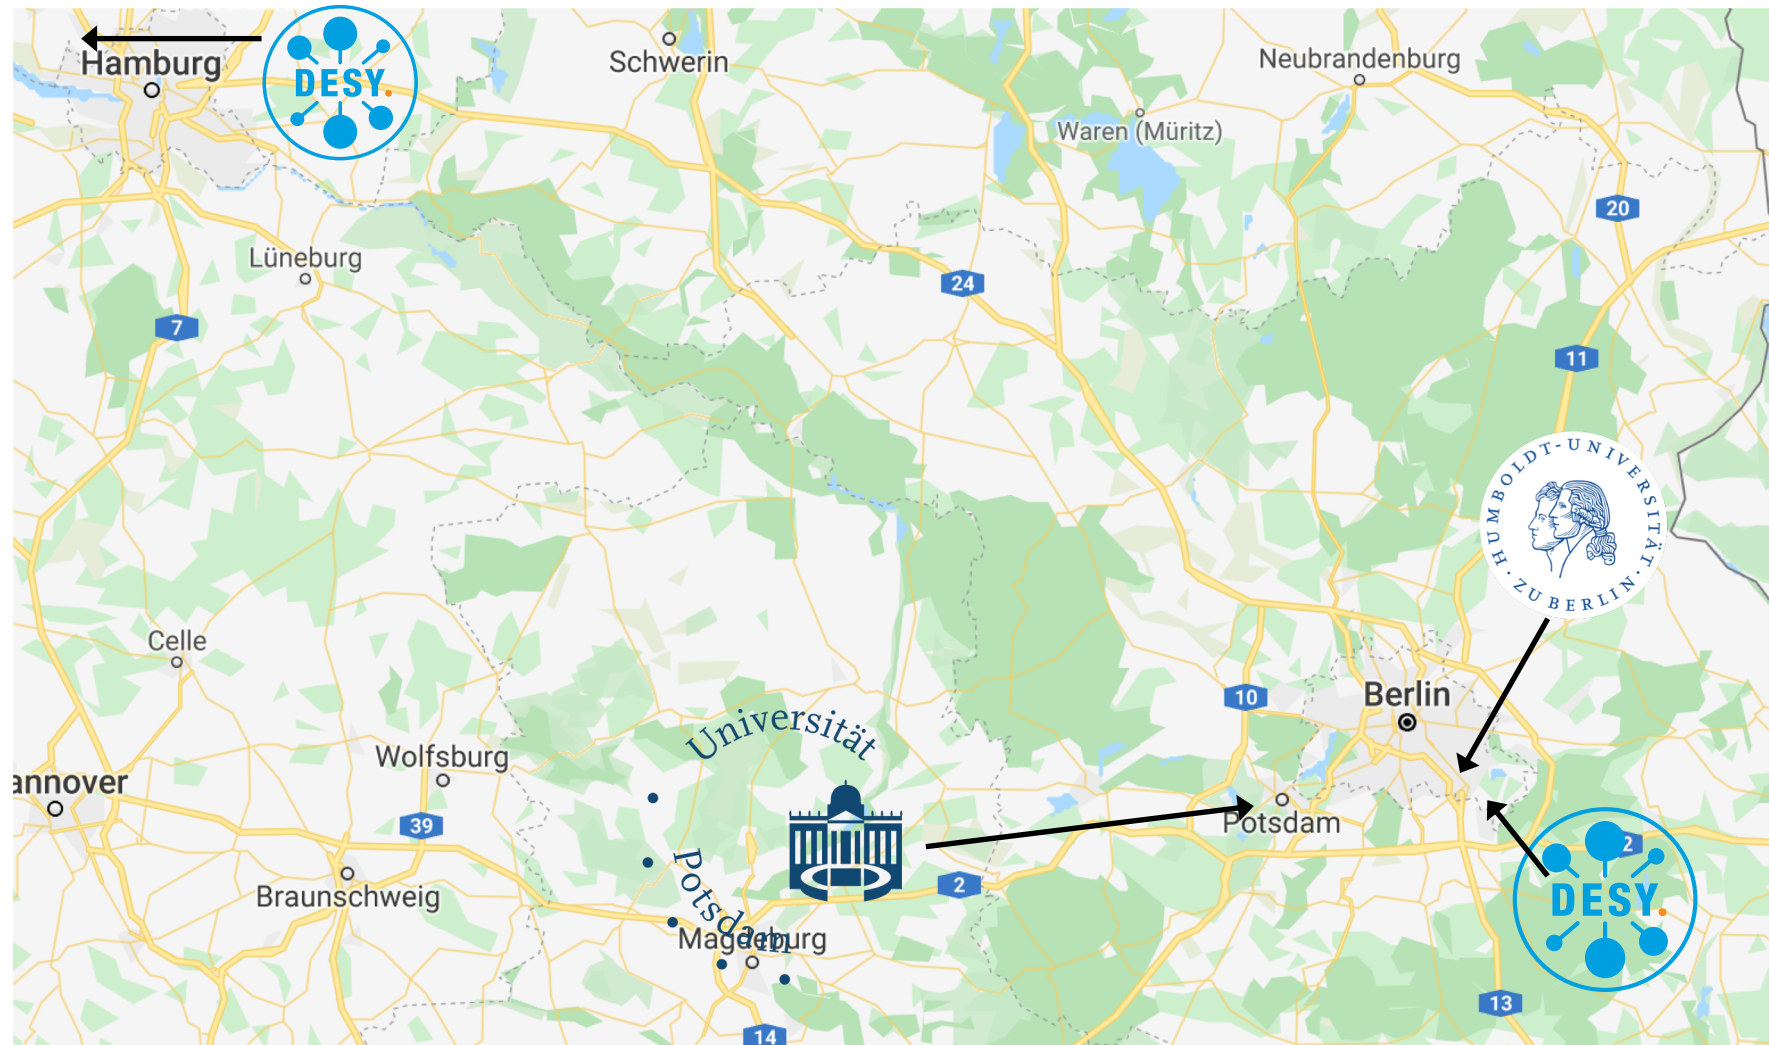 Hamburg
DESY.
Schwerin
Neubrandenburg
Waren (Müritz)
20
Lüneburg
24
7
11
HUMBOLDT-UNIVERSITÄT · ZU BERLIN ·
Celle
10
Berlin
Universität
Potsdam
Wolfsburg
annover
39
Potsdam
2
2
DESY.
Braunschweig
Magdeburg
13
14